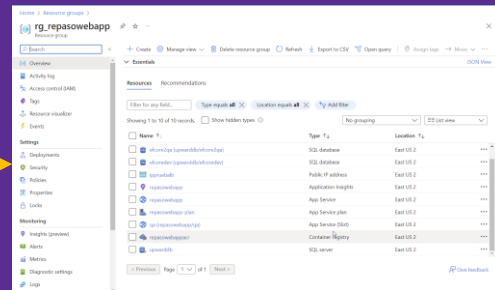 Home > Resource groups >
rg_repasowebapp
Resource group
Search
Overview
Activity log
Access control (IAM)
Tags
Resource visualizer
Events
Settings
Deployments
Security
Policies
Properties
Locks
Monitoring
Insights (preview)
Alerts
Metrics
Diagnostic settings
Logs
Create Manage view Delete resource group Refresh Export to CSV Open query Assign tags Move
Essentials JSON View
Resources Recommendations
Filter for any field... Type equals all Location equals all Add filter
Showing 1 to 10 of 10 records. Show hidden types No grouping List view
Name Type Location
SQL database East US 2
SQL database East US 2
Public IP address East US 2
repasowebapp Application Insights East US 2
repasowebapp App Service East US 2
repasowebapp-plan App Service plan East US 2
App Service (Slot) East US 2
repasowebappacr Container registry East US 2
SQL server East US 2
< Previous Page 1 of 1 Next >
Give feedback